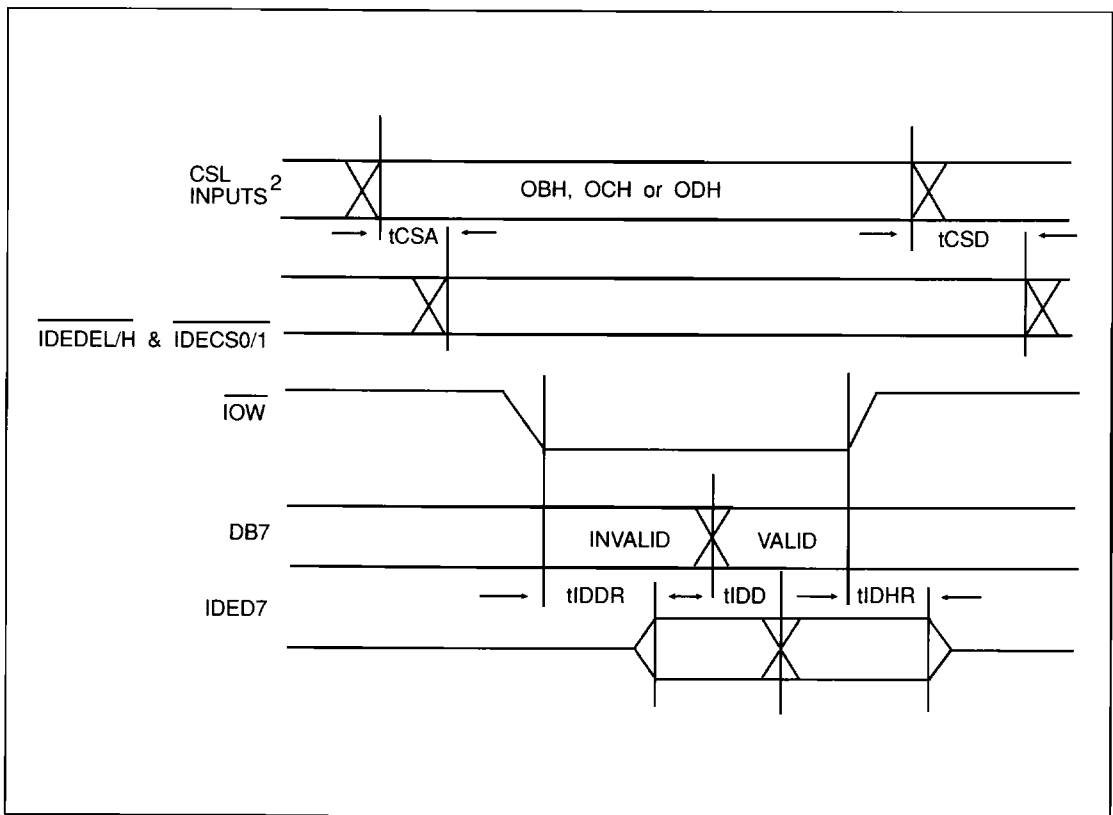 CSL
INPUTS²
OBH, OCH or ODH
tCSA
tCSD
IDEDEL/H & IDECS0/1
IOW
DB7
INVALID
VALID
IDED7
tIDDR
tIDD
tIDHR